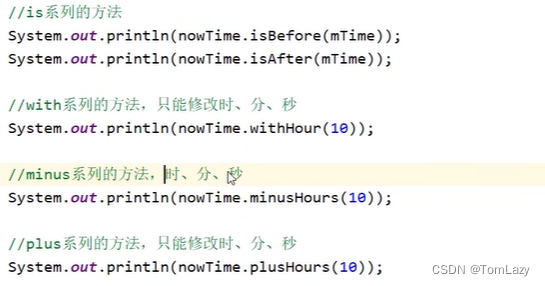 //is系列的方法
System.out.println(nowTime.isBefore(mTime));
System.out.println(nowTime.isAfter(mTime));
//with系列的方法，只能修改时、分、秒
System.out.println(nowTime.withHour(10));
//minus系列的方法，时、分、秒
System.out.println(nowTime.minusHours(10));
//plus系列的方法，只能修改时、分、秒
System.out.println(nowTime.plusHours(10));
CSDN @TomLazy